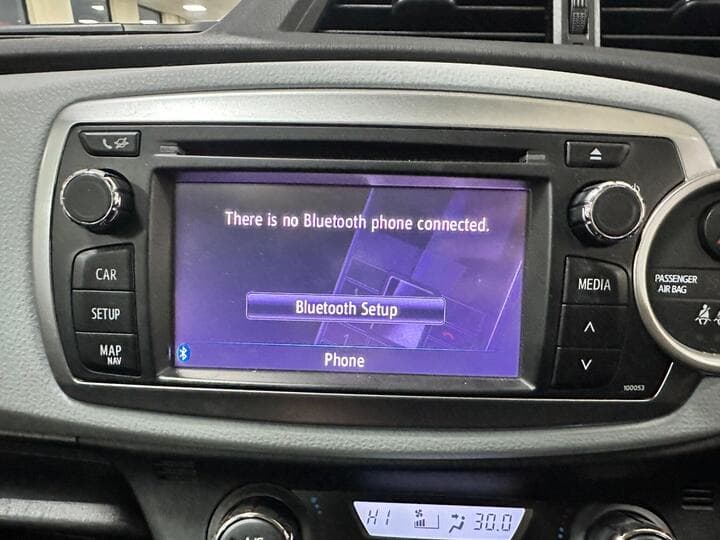 There is no Bluetooth phone connected.
CAR
MEDIA
PASSENGER
AIR BAG
SETUP
Bluetooth Setup
MAP
NAV
Phone
100053
HI
30.0